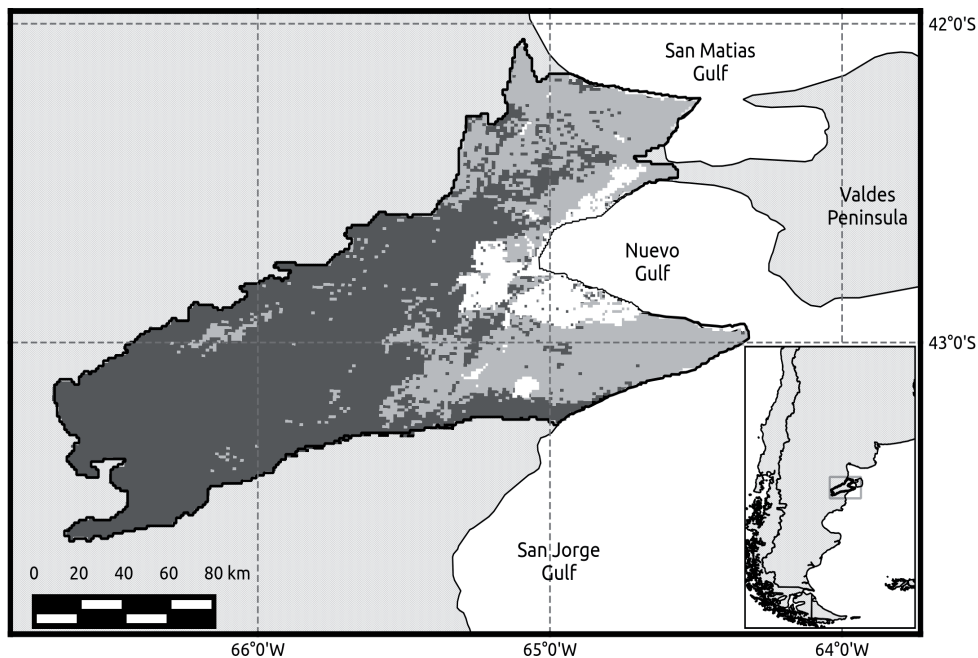 42°0'S
San Matias
Gulf
Valdes
Peninsula
Nuevo
Gulf
43°0'S
San Jorge
Gulf
0 20 40 60 80 km
66°0'W 65°0'W 64°0'W